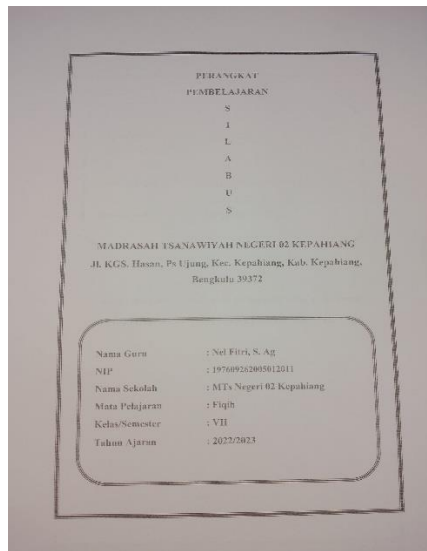 PERANGKAT
PEMBELAJARAN
S
I
L
A
B
U
S
MADRASAH TSANAWIYAH NEGERI 02 KEPAHIANG
Jl. KGS. Hasan, Ps Ujung, Kec. Kepahiang, Kab. Kepahiang,
Bengkulu 39372
Nama Guru : Nel Fitri, S. Ag
NIP : 197609262005012011
Nama Sekolah : MTs Negeri 02 Kepahiang
Mata Pelajaran : Fiqih
Kelas/Semester : VII
Tahun Ajaran : 2022/2023